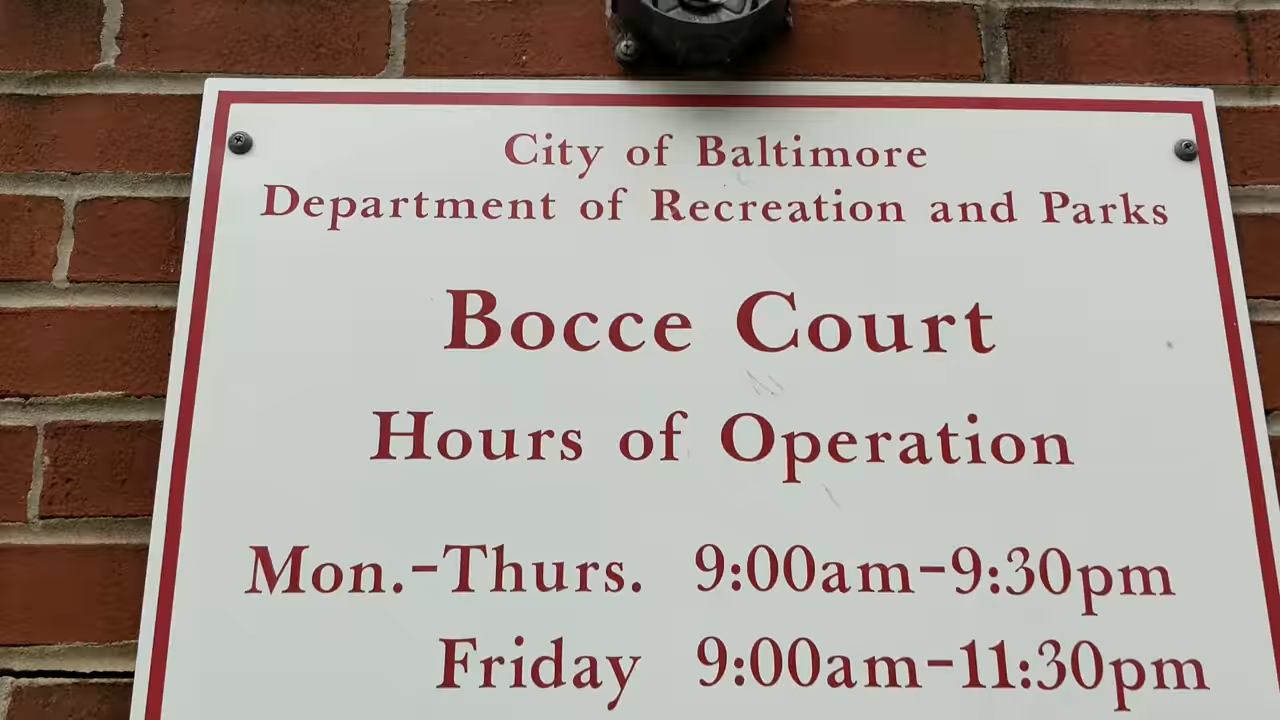 City of Baltimore
Department of Recreation and Parks
Bocce Court
Hours of Operation
Mon.-Thurs. 9:00am-9:30pm
Friday 9:00am-11:30pm